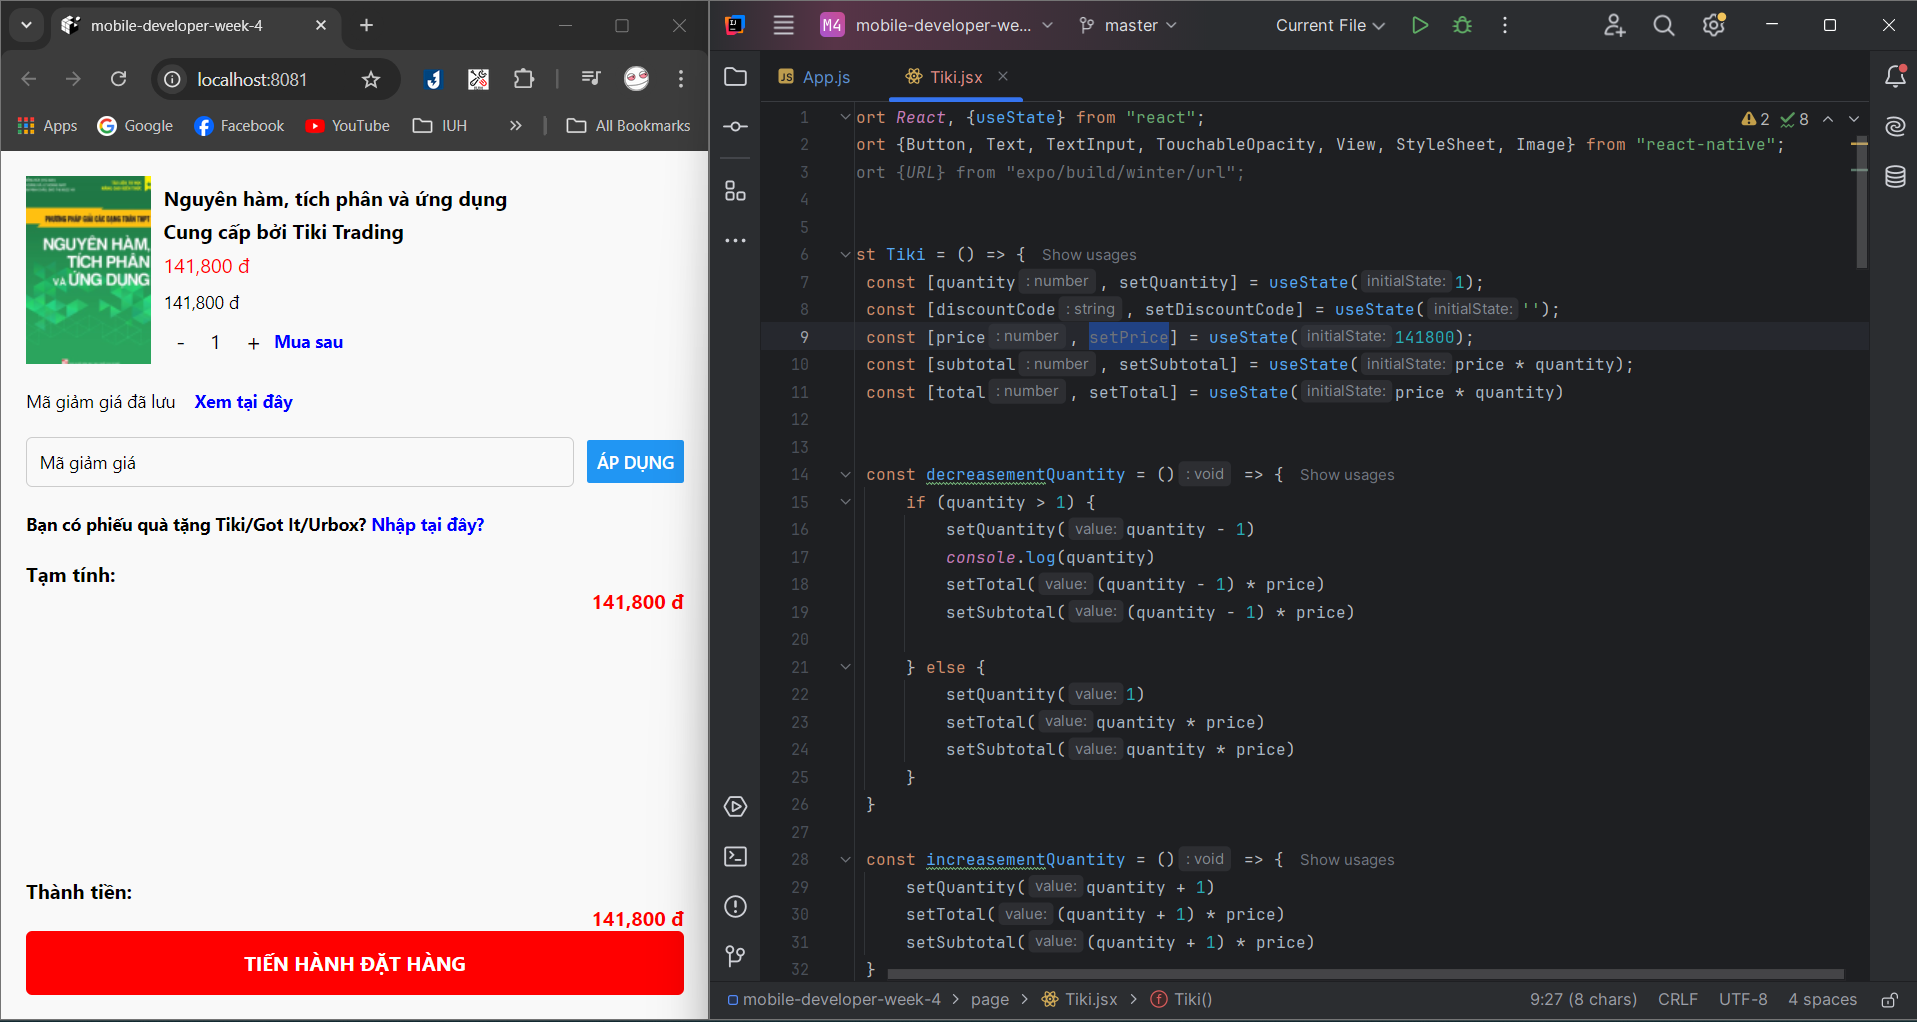 mobile-developer-week-4
localhost:8081
Apps Google Facebook YouTube IUH » All Bookmarks
PHƯƠNG PHÁP GIẢI CÁC DẠNG TOÁN THPT
NGUYÊN HÀM,
TÍCH PHÂN
VÀ ỨNG DỤNG
Nguyên hàm, tích phân và ứng dụng
Cung cấp bởi Tiki Trading
141,800 đ
141,800 đ
- 1 + Mua sau
Mã giảm giá đã lưu Xem tại đây
Mã giảm giá ÁP DỤNG
Bạn có phiếu quà tặng Tiki/Got It/Urbox? Nhập tại đây?
Tạm tính:
141,800 đ
Thành tiền:
141,800 đ
TIẾN HÀNH ĐẶT HÀNG
M4 mobile-developer-we... master Current File
JS App.js Tiki.jsx
2 8
1 ort React, {useState} from "react";
2 ort {Button, Text, TextInput, TouchableOpacity, View, StyleSheet, Image} from "react-native";
3 ort {URL} from "expo/build/winter/url";
4
5
6 st Tiki = () => { Show usages
7 const [quantity : number , setQuantity] = useState( initialState: 1);
8 const [discountCode : string , setDiscountCode] = useState( initialState: '');
9 const [price : number , setPrice] = useState( initialState: 141800);
10 const [subtotal : number , setSubtotal] = useState( initialState: price * quantity);
11 const [total : number , setTotal] = useState( initialState: price * quantity)
12
13
14 const decreasementQuantity = () : void => { Show usages
15 if (quantity > 1) {
16 setQuantity( value: quantity - 1)
17 console.log(quantity)
18 setTotal( value: (quantity - 1) * price)
19 setSubtotal( value: (quantity - 1) * price)
20
21 } else {
22 setQuantity( value: 1)
23 setTotal( value: quantity * price)
24 setSubtotal( value: quantity * price)
25 }
26 }
27
28 const increasementQuantity = () : void => { Show usages
29 setQuantity( value: quantity + 1)
30 setTotal( value: (quantity + 1) * price)
31 setSubtotal( value: (quantity + 1) * price)
32 }
mobile-developer-week-4 > page > Tiki.jsx > f Tiki() 9:27 (8 chars) CRLF UTF-8 4 spaces